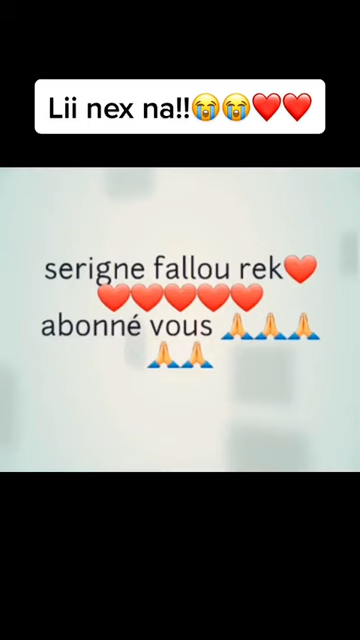 Lii nex na!!😭😭❤️❤️
serigne fallou rek❤️
❤️❤️❤️❤️❤️
abonné vous 🙏🙏🙏
🙏🙏